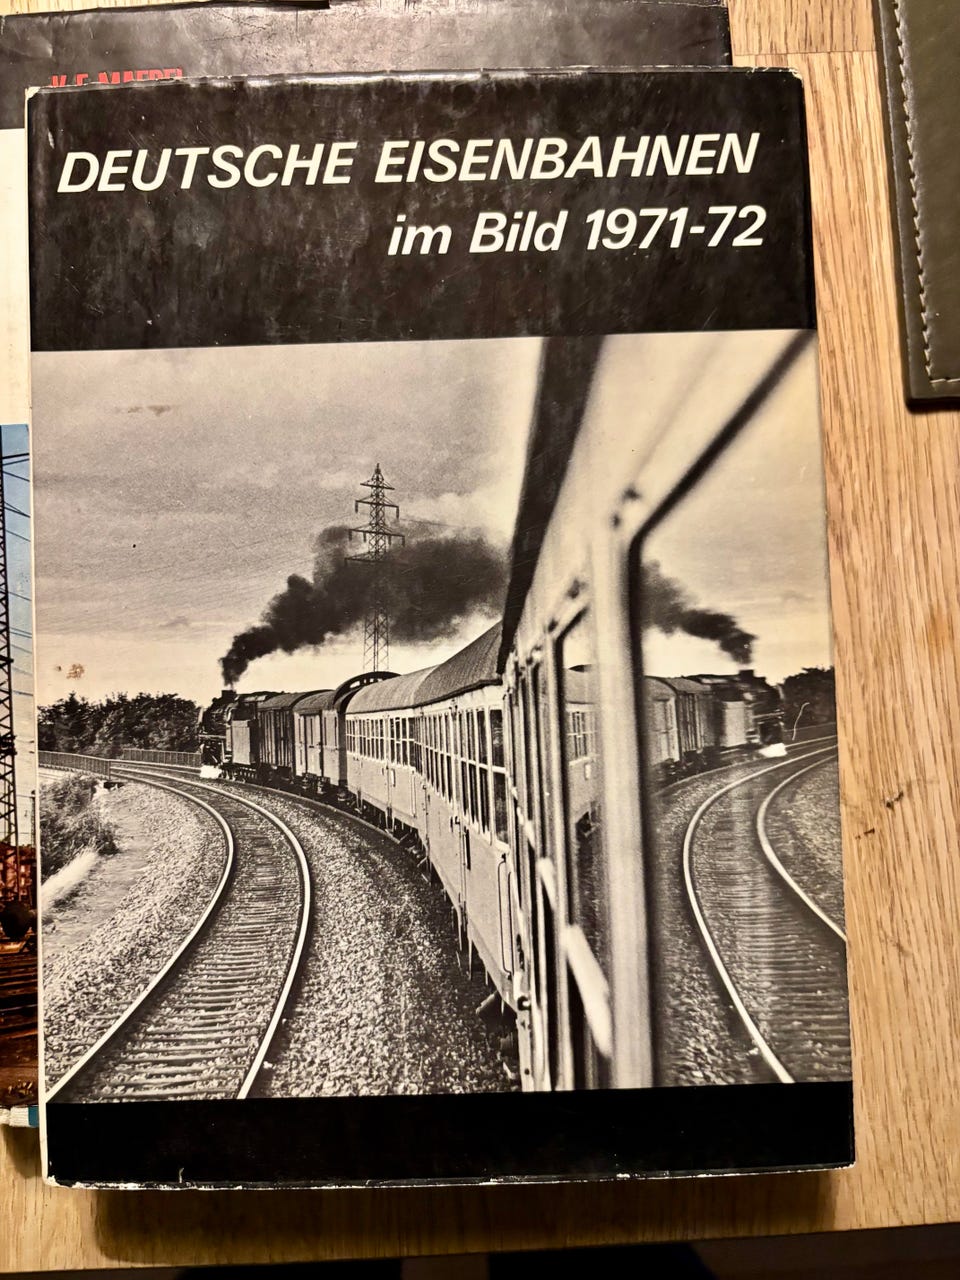 DEUTSCHE EISENBAHNEN
im Bild 1971-72